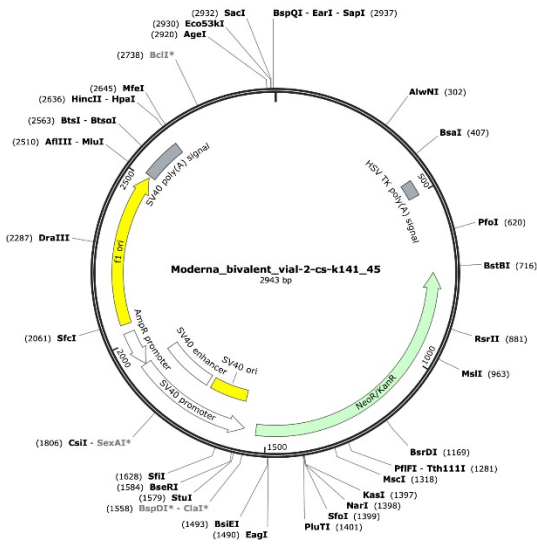 (2932) SacI
BspQI - EarI - SapI (2937)
(2930) Eco53kI
(2920) AgeI
(2738) BclI*
(2645) MfeI
(2636) HincII - HpaI
(2563) BtsI - BtsαI
(2510) AflIII - MluI
(2287) DraIII
(2061) SfcI
(1806) CsiI - SexAI*
(1628) SfiI
(1584) BseRI
(1579) StuI
(1558) BspDI* - ClaI*
(1493) BsiEI
(1490) EagI
AlwNI (302)
BsaI (407)
PfoI (620)
BstBI (716)
RsrII (881)
MslI (963)
BsrDI (1169)
PflFI - Tth111I (1281)
MscI (1318)
KasI (1397)
NarI (1398)
SfoI (1399)
PluTI (1401)
500
1000
1500
2000
2500
SV40 poly(A) signal
HSV TK poly(A) signal
f1 ori
AmpR promoter
SV40 enhancer
SV40 ori
SV40 promoter
NeoR/KanR
Moderna_bivalent_vial-2-cs-k141_45
2943 bp